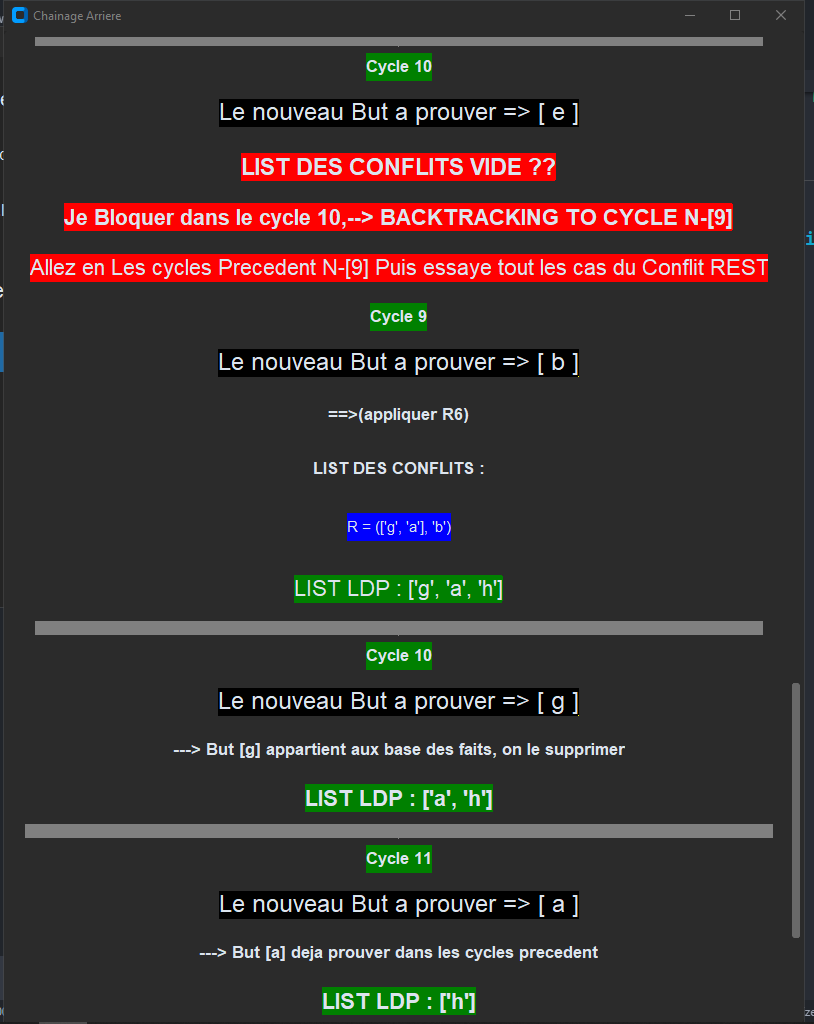 Chainage Arriere
Cycle 10
Le nouveau But a prouver => [ e ]
LIST DES CONFLITS VIDE ??
Je Bloquer dans le cycle 10,--> BACKTRACKING TO CYCLE N-[9]
Allez en Les cycles Precedent N-[9] Puis essaye tout les cas du Conflit REST
Cycle 9
Le nouveau But a prouver => [ b ]
==>(appliquer R6)
LIST DES CONFLITS :
R = (['g', 'a'], 'b')
LIST LDP : ['g', 'a', 'h']
Cycle 10
Le nouveau But a prouver => [ g ]
---> But [g] appartient aux base des faits, on le supprimer
LIST LDP : ['a', 'h']
Cycle 11
Le nouveau But a prouver => [ a ]
---> But [a] deja prouver dans les cycles precedent
LIST LDP : ['h']